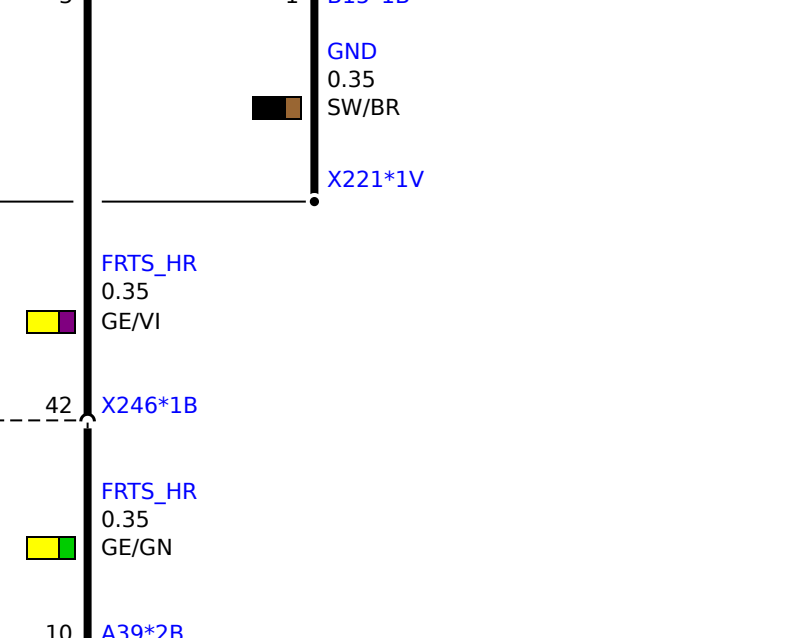 1
GND
0.35
SW/BR
X221*1V
FRTS_HR
0.35
GE/VI
42 X246*1B
FRTS_HR
0.35
GE/GN
10 A39*2B